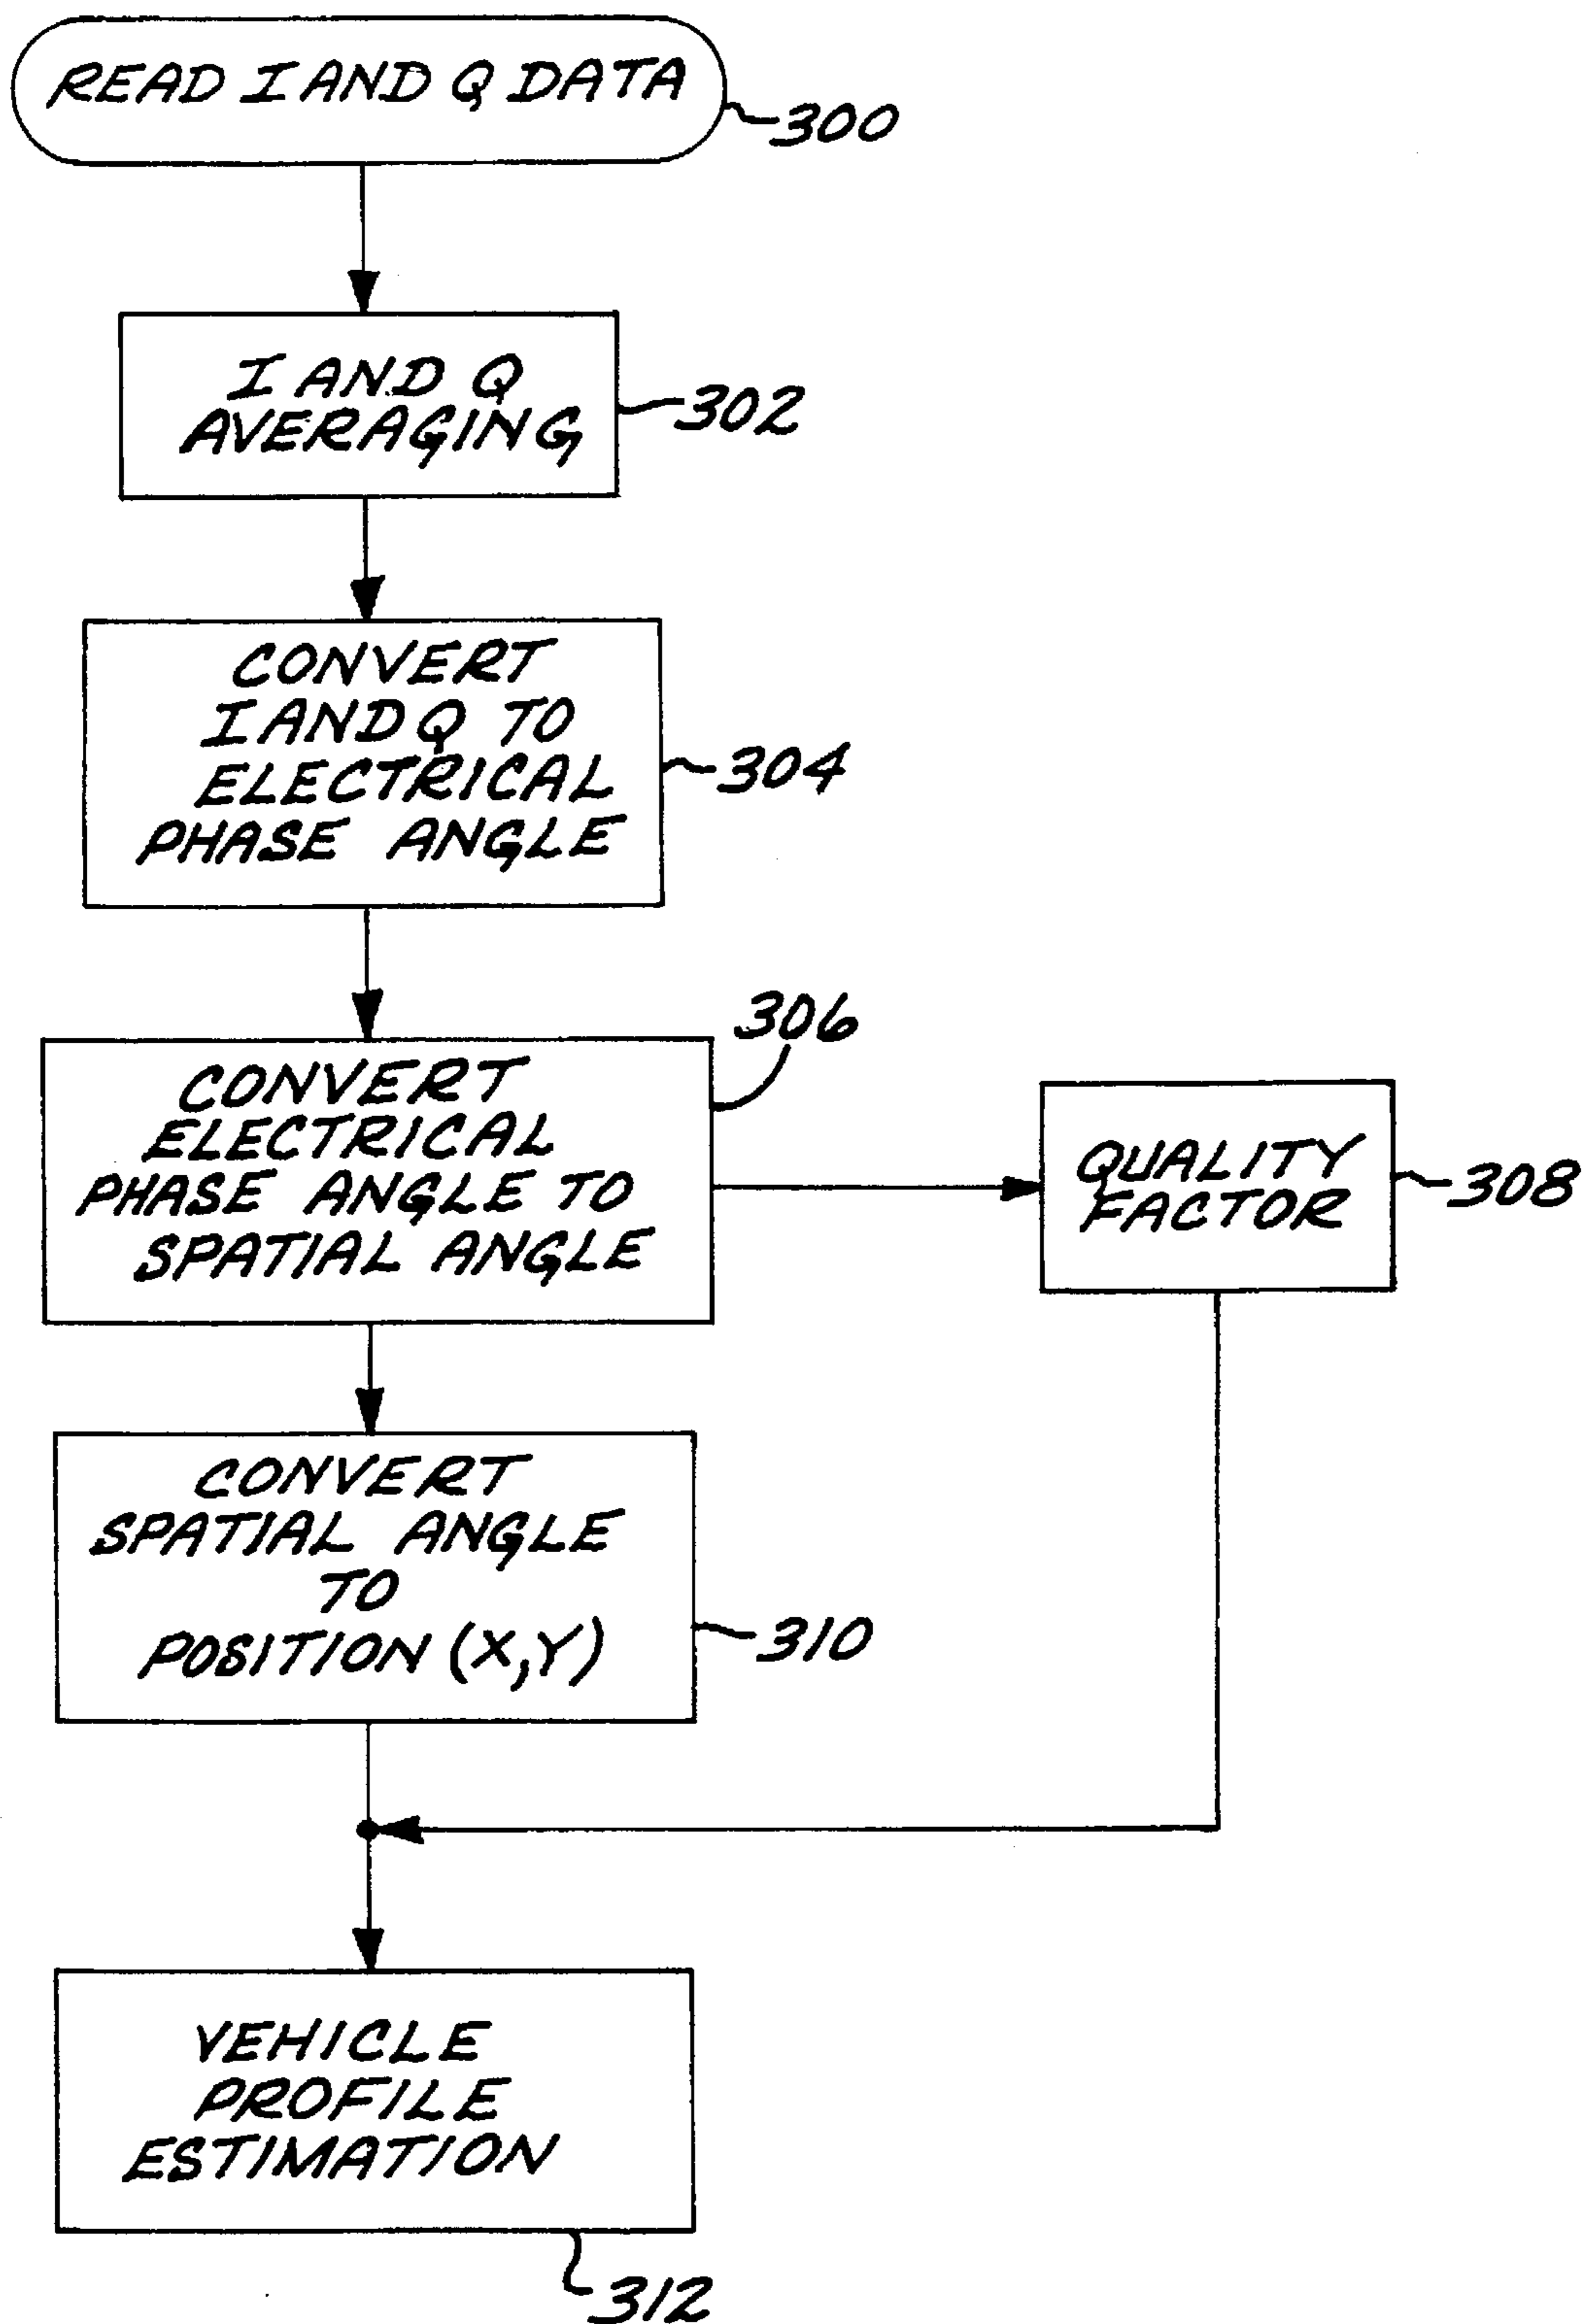 READ I AND Q DATA
300
I AND Q
AVERAGING
302
CONVERT
I AND Q TO
ELECTRICAL
PHASE ANGLE
304
306
CONVERT
ELECTRICAL
PHASE ANGLE TO
SPATIAL ANGLE
QUALITY
FACTOR
308
CONVERT
SPATIAL ANGLE
TO
POSITION (X,Y)
310
VEHICLE
PROFILE
ESTIMATION
312